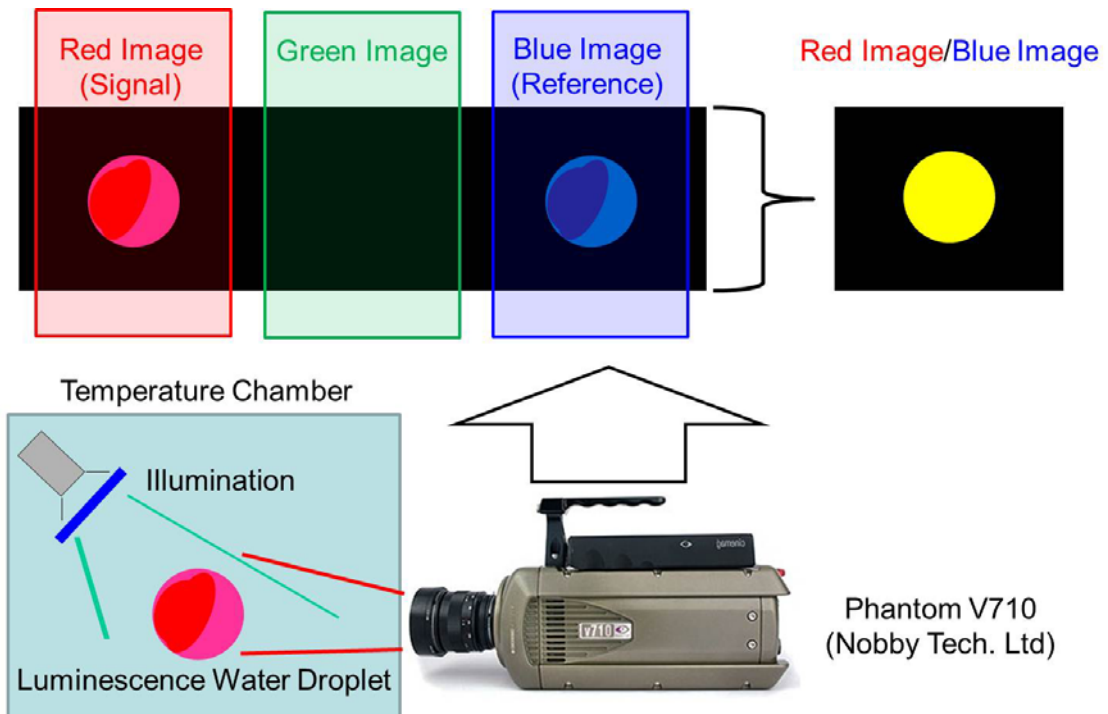 Red Image
(Signal)
Green Image
Blue Image
(Reference)
Red Image/Blue Image
Temperature Chamber
Illumination
Luminescence Water Droplet
v710
Phantom V710
(Nobby Tech. Ltd)